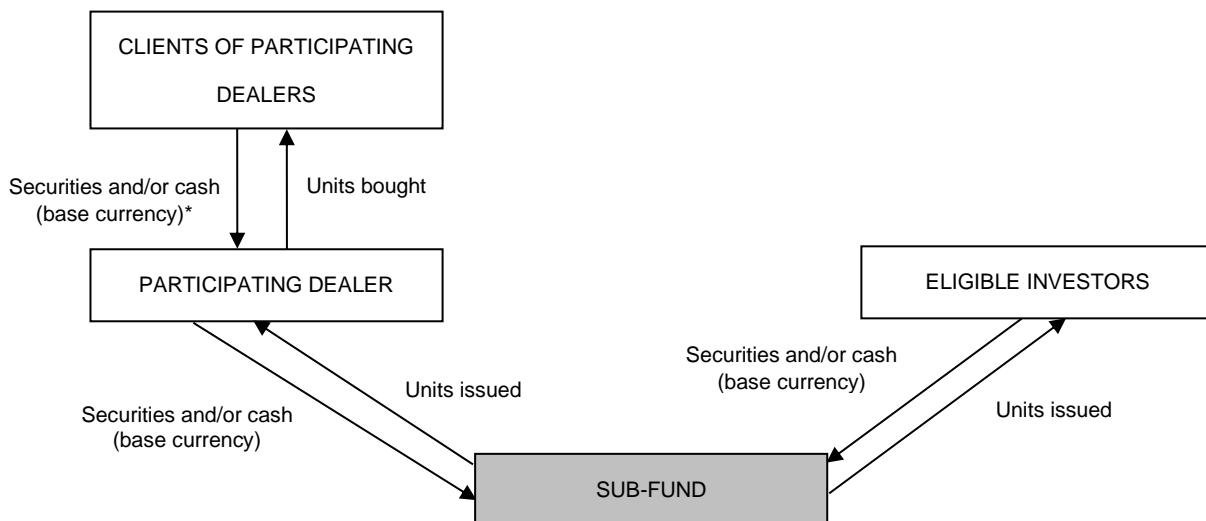 CLIENTS OF PARTICIPATING
DEALERS
Securities and/or cash
(base currency)*
Units bought
PARTICIPATING DEALER
ELIGIBLE INVESTORS
Securities and/or cash
(base currency)
Units issued
Securities and/or cash
(base currency)
Units issued
SUB-FUND